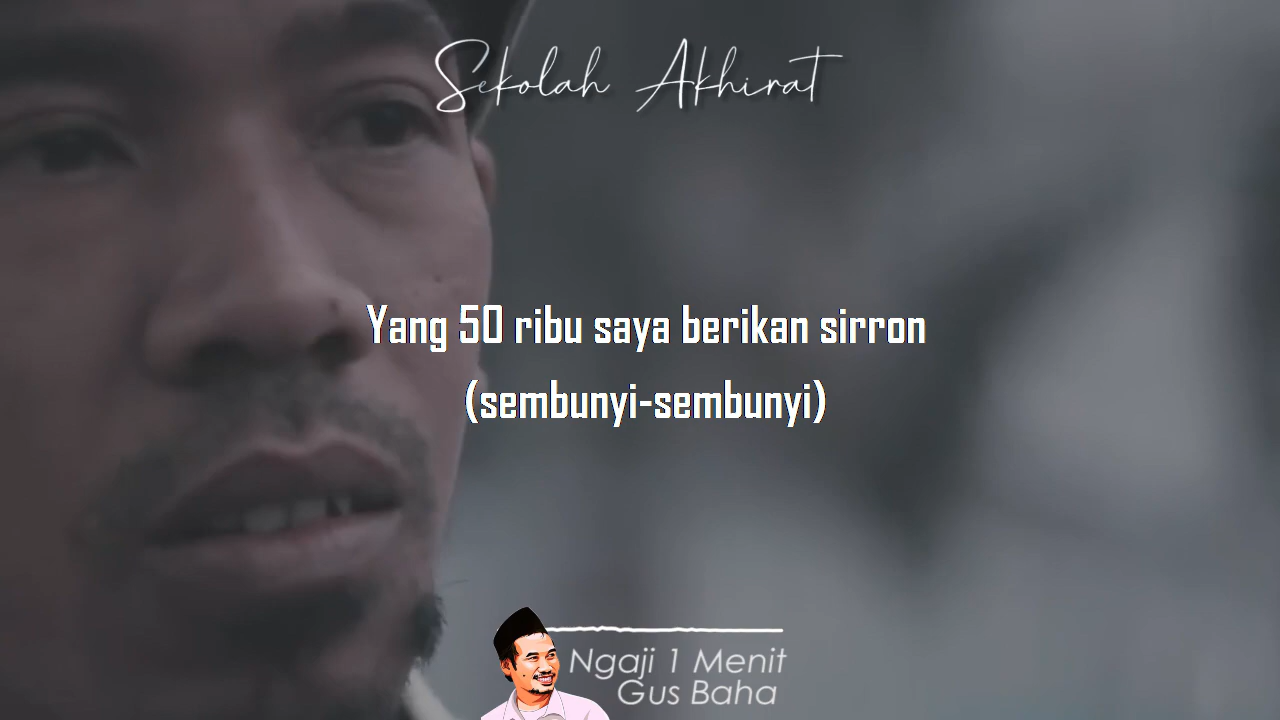 Sekolah Akhirat
Yang 50 ribu saya berikan sirron
(sembunyi-sembunyi)
Ngaji 1 Menit
Gus Baha